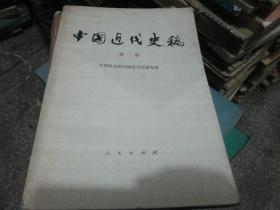 中国近代史稿
第一册
中国社会科学院近代史研究所
人民出版社